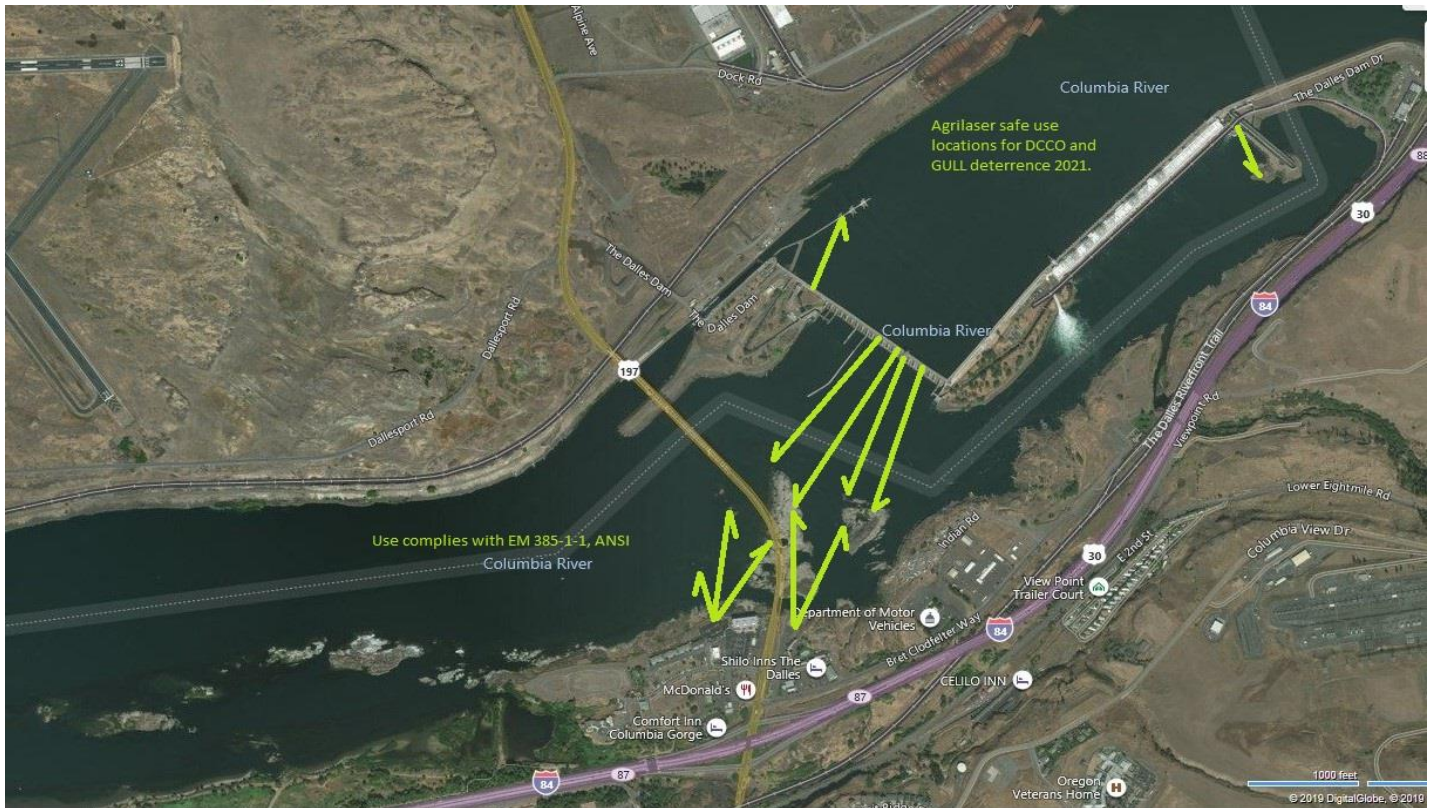 Alpine Ave
Dock Rd
Columbia River
The Dalles Dam Dr
Agrilaser safe use
locations for DCCO and
GULL deterrence 2021.
88
30
The Dalles Dam
The Dalles Dam
84
Columbia River
Dallesport Rd
197
The Dalles Riverfront Trail
Viewpoint Rd
Dallesport Rd
Lower Eightmile Rd
Use complies with EM 385-1-1, ANSI
Columbia River
Indian Rd
E 2nd St
Columbia View Dr
30
View Point
Trailer Court
Department of Motor
Vehicles
84
Bret Clodfelter Way
Shilo Inns The
Dalles
CELILO INN
McDonald's
87
Comfort Inn
Columbia Gorge
87
84
Oregon
Veterans Home
H
1000 feet
© 2019 DigitalGlobe, © 2019